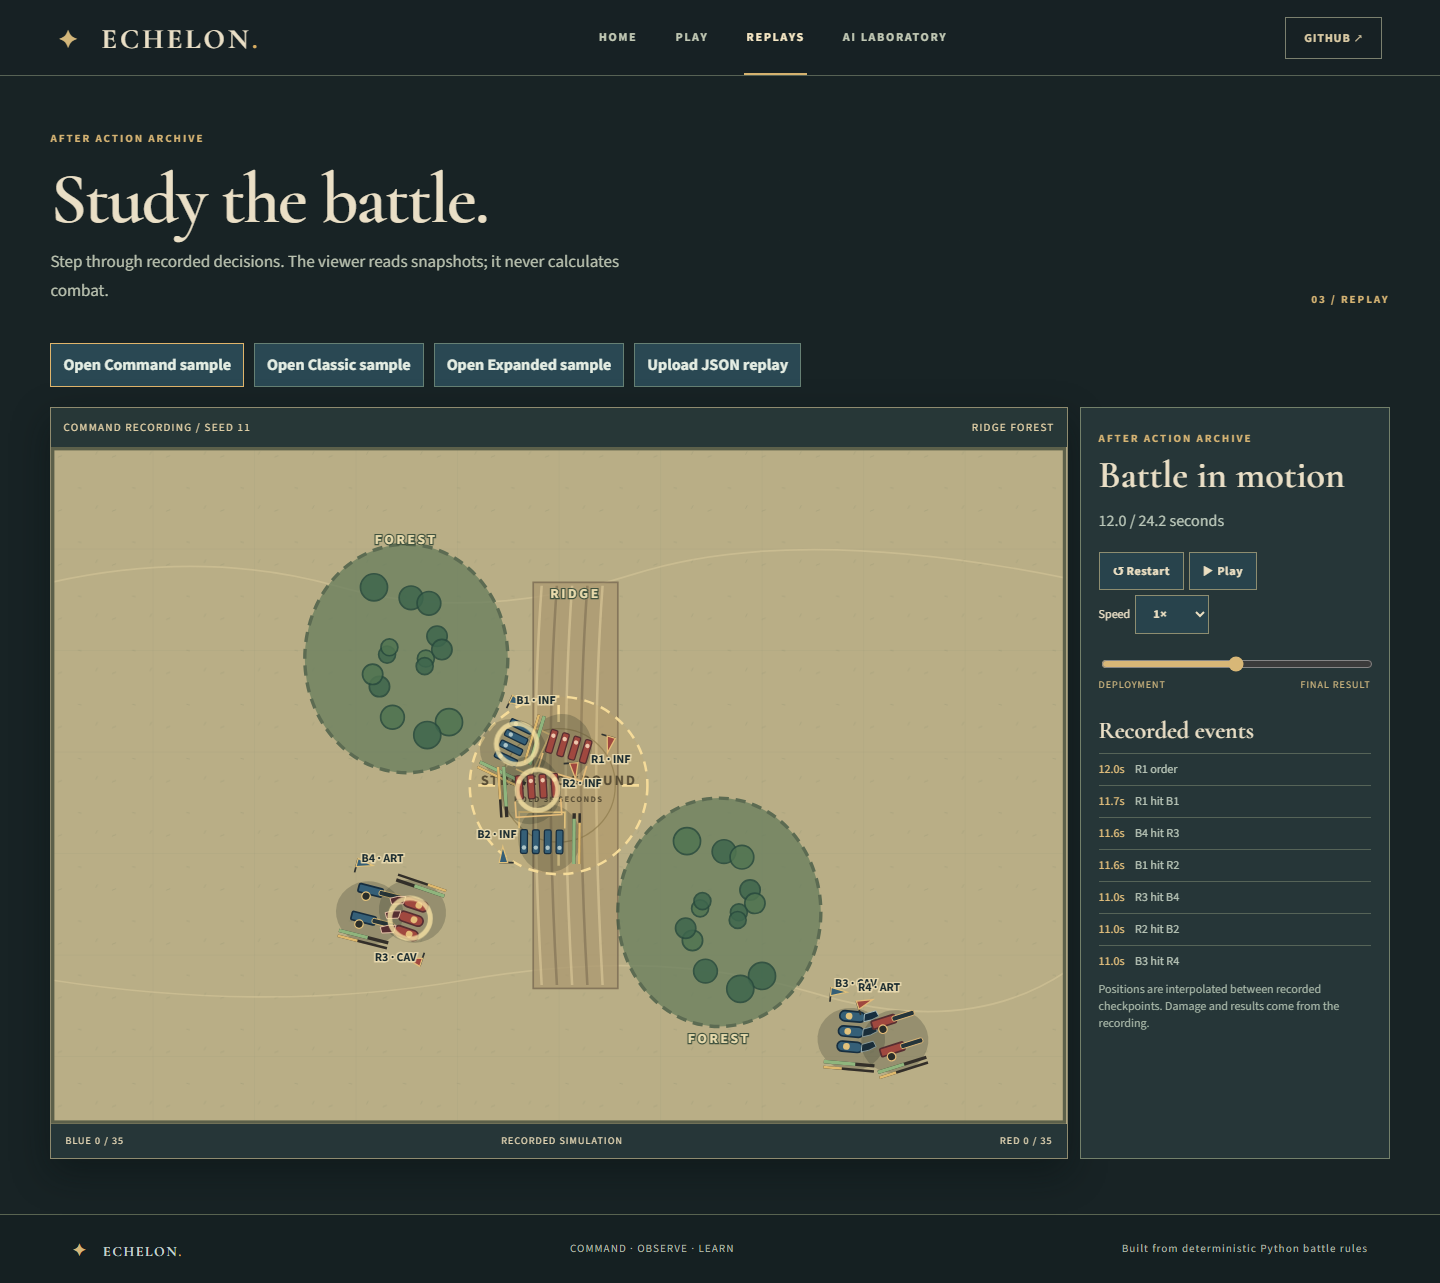 ECHELON.
HOME
PLAY
REPLAYS
AI LABORATORY
GITHUB ↗
AFTER ACTION ARCHIVE
Study the battle.
Step through recorded decisions. The viewer reads snapshots; it never calculates
combat.
03 / REPLAY
Open Command sample
Open Classic sample
Open Expanded sample
Upload JSON replay
COMMAND RECORDING / SEED 11
RIDGE FOREST
FOREST
RIDGE
B1 · INF
R1 · INF
R2 · INF
B2 · INF
B4 · ART
R3 · CAV
B3 ·
R4 · ART
FOREST
BLUE 0 / 35
RECORDED SIMULATION
RED 0 / 35
AFTER ACTION ARCHIVE
Battle in motion
12.0 / 24.2 seconds
↺ Restart
▶ Play
Speed
1×
DEPLOYMENT
FINAL RESULT
Recorded events
12.0s R1 order
11.7s R1 hit B1
11.6s B4 hit R3
11.6s B1 hit R2
11.0s R3 hit B4
11.0s R2 hit B2
11.0s B3 hit R4
Positions are interpolated between recorded
checkpoints. Damage and results come from the
recording.
ECHELON.
COMMAND · OBSERVE · LEARN
Built from deterministic Python battle rules